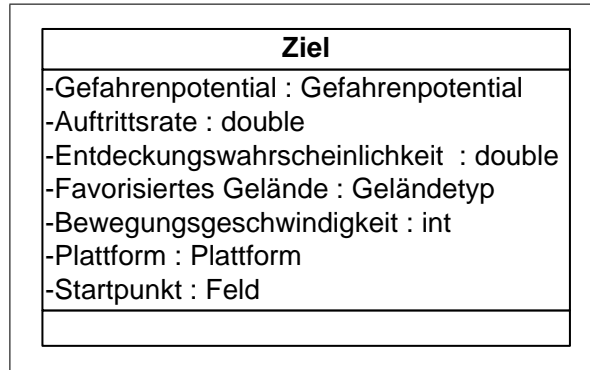 Ziel
-Gefahrenpotential : Gefahrenpotential
-Auftrittsrate : double
-Entdeckungswahrscheinlichkeit : double
-Favorisiertes Gelände : Geländetyp
-Bewegungsgeschwindigkeit : int
-Plattform : Plattform
-Startpunkt : Feld